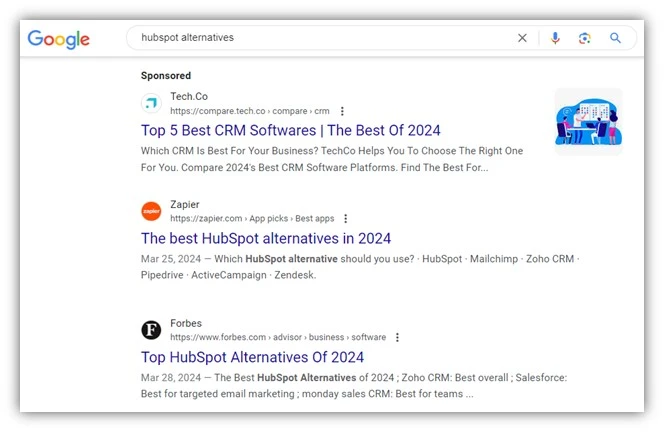 Google
hubspot alternatives
Sponsored
Tech.Co
https://compare.tech.co › compare › crm
Top 5 Best CRM Softwares | The Best Of 2024
Which CRM Is Best For Your Business? TechCo Helps You To Choose The Right One
For You. Compare 2024's Best CRM Software Platforms. Find The Best For...
zapier
Zapier
https://zapier.com › App picks › Best apps
The best HubSpot alternatives in 2024
Mar 25, 2024 — Which HubSpot alternative should you use? · HubSpot · Mailchimp · Zoho CRM ·
Pipedrive · ActiveCampaign · Zendesk.
F
Forbes
https://www.forbes.com › advisor › business › software
Top HubSpot Alternatives Of 2024
Mar 28, 2024 — The Best HubSpot Alternatives of 2024 ; Zoho CRM: Best overall ; Salesforce:
Best for targeted email marketing ; monday sales CRM: Best for teams ...